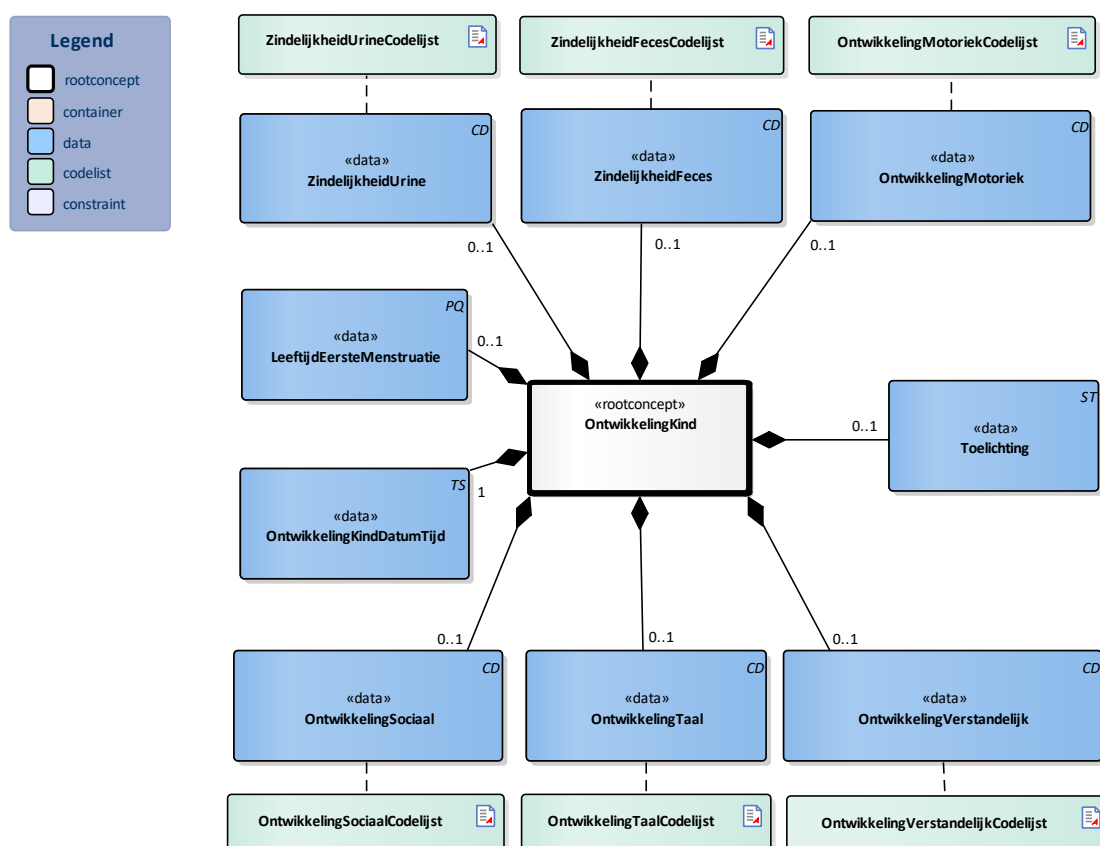 Legend
rootconcept
container
data
codelist
constraint
ZindelijkheidUrineCodelijst
ZindelijkheidFecesCodelijst
OntwikkelingMotoriekCodelijst
CD
«data»
ZindelijkheidUrine
CD
«data»
ZindelijkheidFeces
CD
«data»
OntwikkelingMotoriek
0..1
0..1
0..1
PQ
«data»
LeeftijdEersteMenstruatie
0..1
«rootconcept»
OntwikkelingKind
ST
«data»
Toelichting
0..1
TS
«data»
OntwikkelingKindDatumTijd
1
0..1
0..1
0..1
CD
«data»
OntwikkelingSociaal
CD
«data»
OntwikkelingTaal
CD
«data»
OntwikkelingVerstandelijk
OntwikkelingSociaalCodelijst
OntwikkelingTaalCodelijst
OntwikkelingVerstandelijkCodelijst